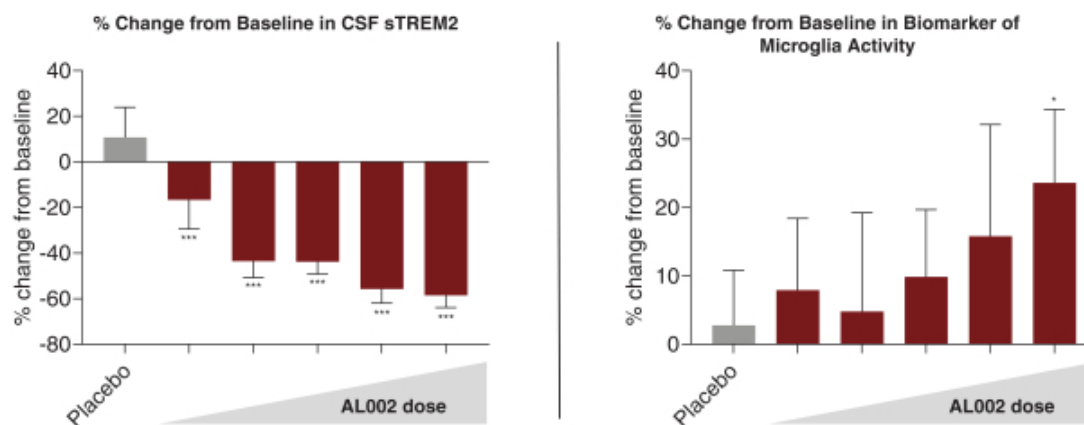 % Change from Baseline in CSF sTREM2
% change from baseline
40
20
0
-20
-40
-60
-80
***
***
***
***
***
Placebo
AL002 dose
% Change from Baseline in Biomarker of
Microglia Activity
% change from baseline
40
30
20
10
0
*
Placebo
AL002 dose